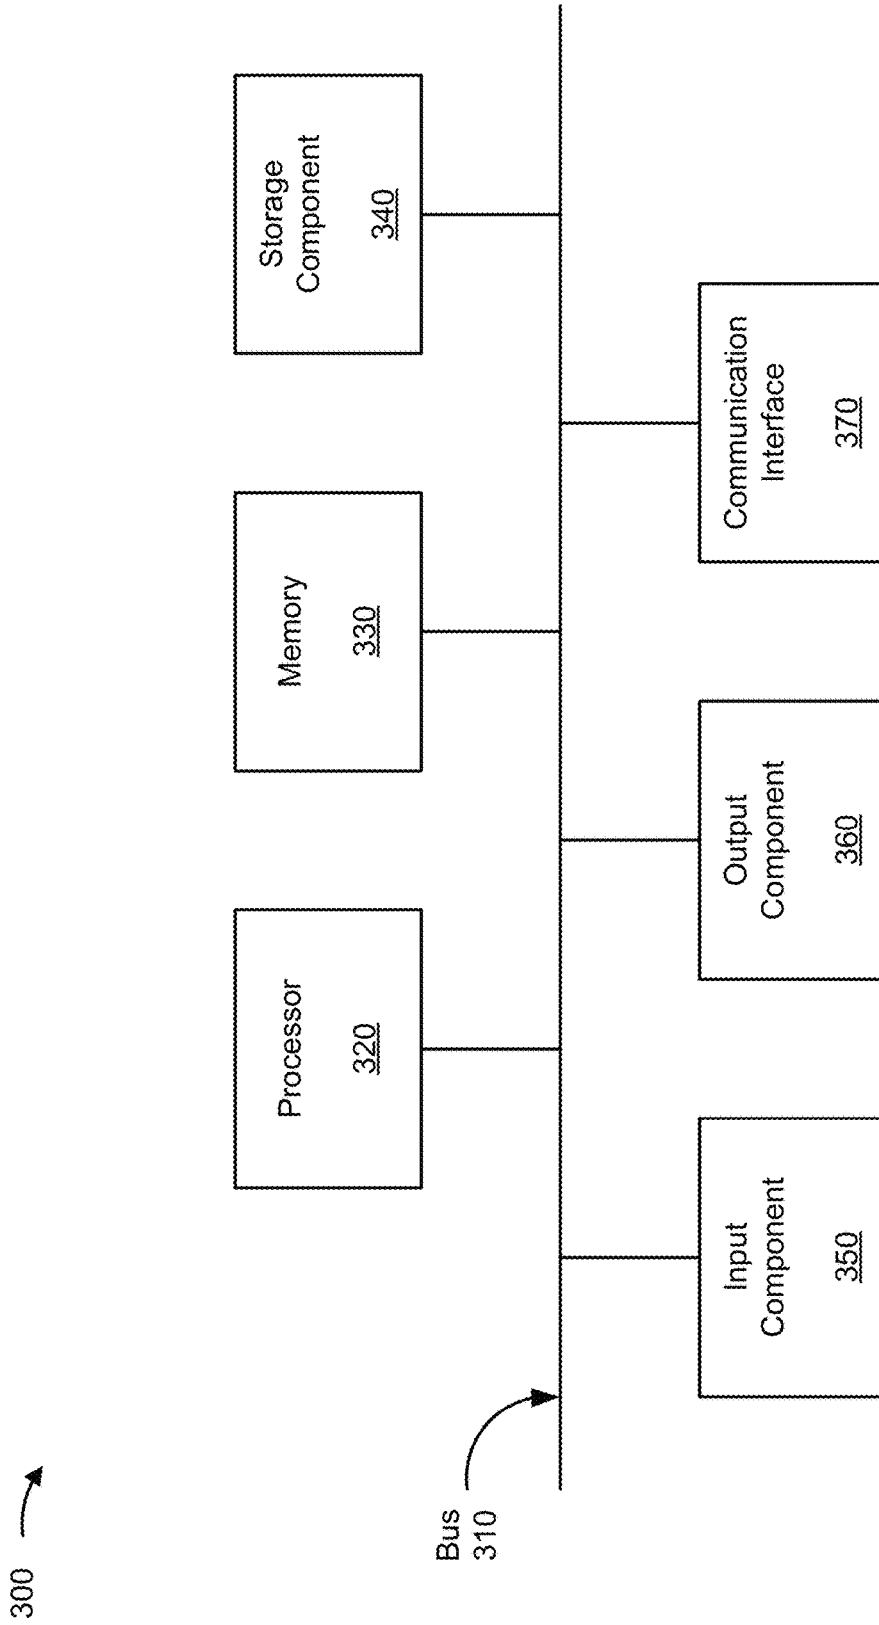 300
Processor
320
Memory
330
Storage
Component
340
Bus
310
Input
Component
350
Output
Component
360
Communication
Interface
370